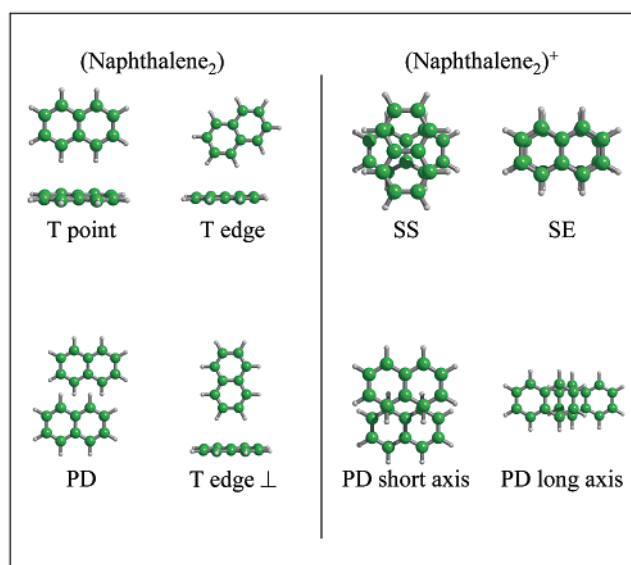 (Naphthalene₂)
(Naphthalene₂)⁺
T point
T edge
SS
SE
PD
T edge ⊥
PD short axis
PD long axis